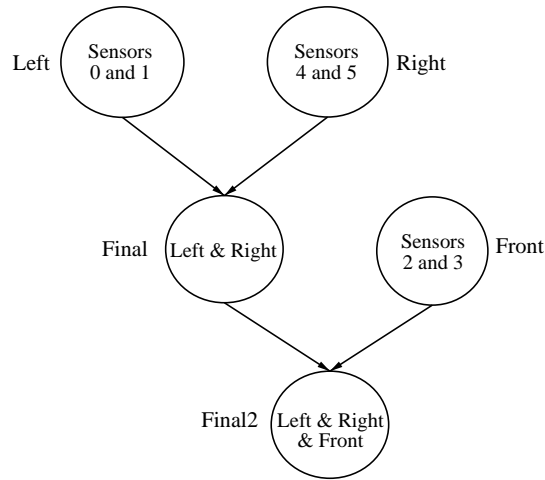 Left
Sensors
0 and 1
Sensors
4 and 5
Right
Final
Left & Right
Sensors
2 and 3
Front
Final2
Left & Right
& Front